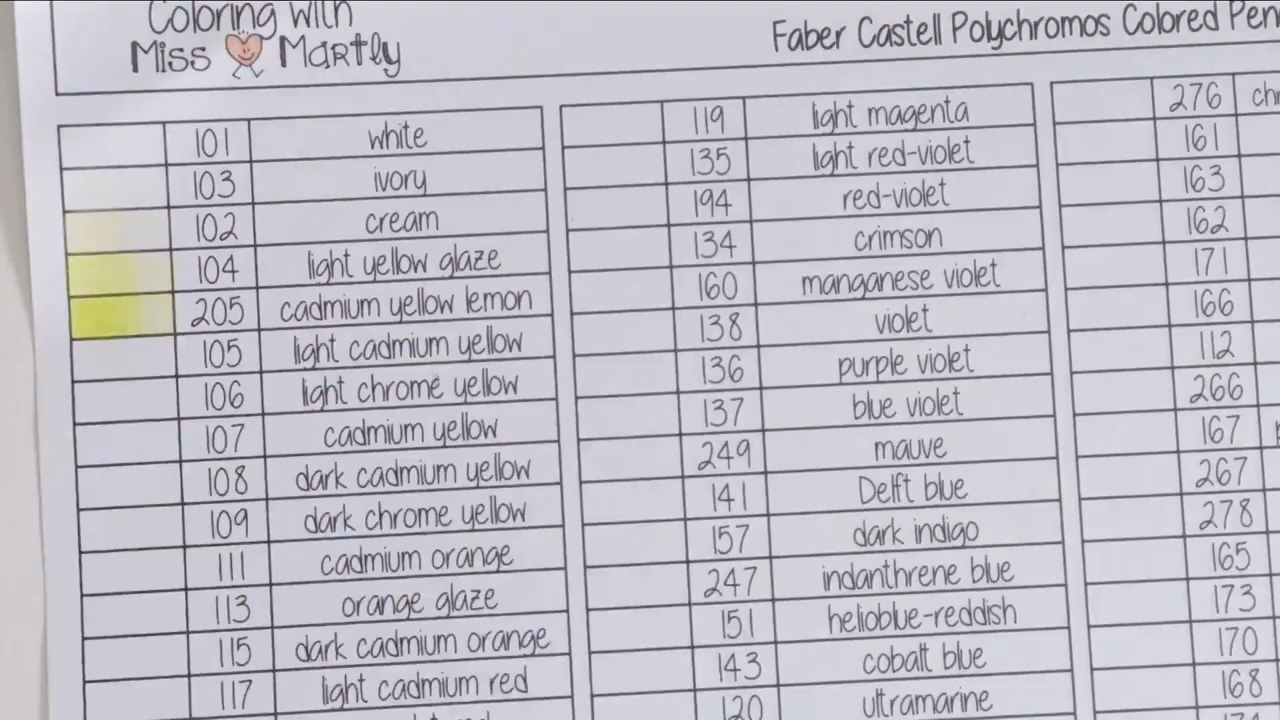 Coloring with
Miss Martly
Faber Castell Polychromos Colored Pen
101 white
103 ivory
102 cream
104 light yellow glaze
205 cadmium yellow lemon
105 light cadmium yellow
106 light chrome yellow
107 cadmium yellow
108 dark cadmium yellow
109 dark chrome yellow
111 cadmium orange
113 orange glaze
115 dark cadmium orange
117 light cadmium red
119 light magenta
135 light red-violet
194 red-violet
134 crimson
160 manganese violet
138 violet
136 purple violet
137 blue violet
249 mauve
141 Delft blue
157 dark indigo
247 indanthrene blue
151 helioblue-reddish
143 cobalt blue
120 ultramarine
276 ch
161
163
162
171
166
112
266
167
267
278
165
173
170
168